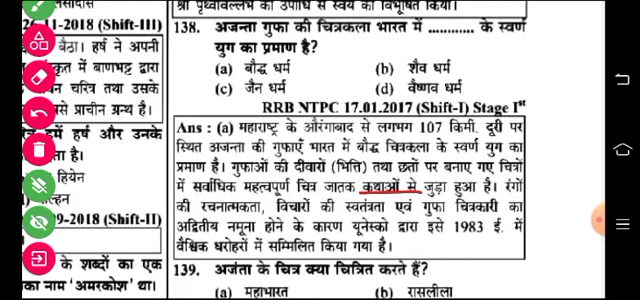 26-11-2018 (Shift-III)
बैठा। हर्ष ने अपनी
कृत में बाणभट्ट द्वारा
चरित्र तथा उसके
से प्राचीन ग्रन्थ है।
में हर्ष और उनके
ता है।
हियेन
ल्हन
09-2018 (Shift-II)
के शब्दों का एक
का नाम 'अमरकोश' था।
श्री पृथ्वीवल्लभ की उपाधि से स्वयं को विभूषित किया।
138. अजन्ता गुफा की चित्रकला भारत में ............ के स्वर्ण
युग का प्रमाण है?
(a) बौद्ध धर्म (b) शैव धर्म
(c) जैन धर्म (d) वैष्णव धर्म
RRB NTPC 17.01.2017 (Shift-I) Stage Ist
Ans : (a) महाराष्ट्र के औरंगाबाद से लगभग 107 किमी. दूरी पर
स्थित अजन्ता की गुफाएँ भारत में बौद्ध चित्रकला के स्वर्ण युग का
प्रमाण है। गुफाओं की दीवारों (भित्ति) तथा छतों पर बनाए गए चित्रों
में सर्वाधिक महत्वपूर्ण चित्र जातक कथाओं से जुड़ा हुआ है। रंगों
की रचनात्मकता, विचारों की स्वतंत्रता एवं गुफा चित्रकारी का
अद्वितीय नमूना होने के कारण यूनेस्को द्वारा इसे 1983 ई. में
वैश्विक धरोहरों में सम्मिलित किया गया है।
139. अजंता के चित्र क्या चित्रित करते हैं?
(a) महाभारत (b) रासलीला